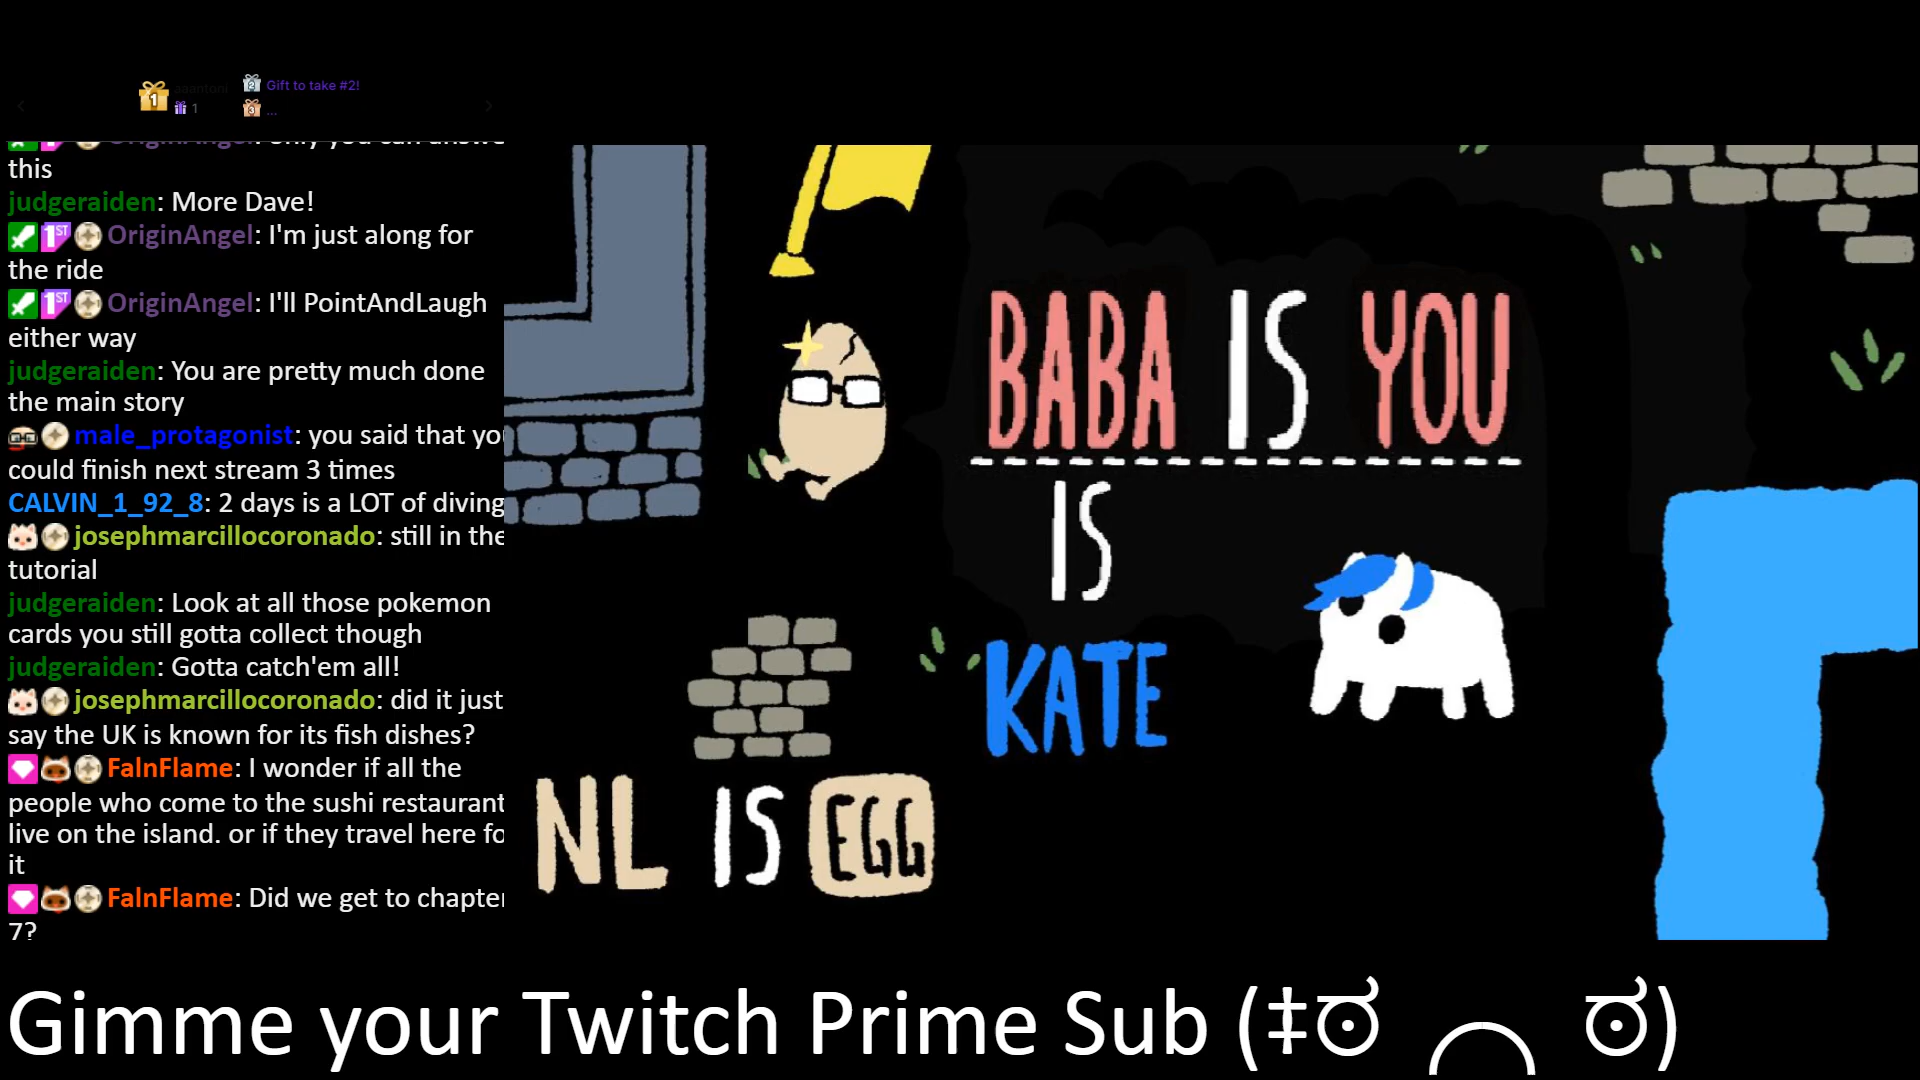 Gift to take #2!
1
1
...
this
judgeraiden: More Dave!
1ST OriginAngel: I'm just along for
the ride
1ST OriginAngel: I'll PointAndLaugh
either way
judgeraiden: You are pretty much done
the main story
male_protagonist: you said that yo
could finish next stream 3 times
CALVIN_1_92_8: 2 days is a LOT of diving
josephmarcillocoronado: still in the
tutorial
judgeraiden: Look at all those pokemon
cards you still gotta collect though
judgeraiden: Gotta catch'em all!
josephmarcillocoronado: did it just
say the UK is known for its fish dishes?
FalnFlame: I wonder if all the
people who come to the sushi restaurant
live on the island. or if they travel here fo
it
FalnFlame: Did we get to chapter
7?
BABA IS YOU
IS
KATE
NL IS EGG
Gimme your Twitch Prime Sub (‡ಠ ⁔ ಠ)